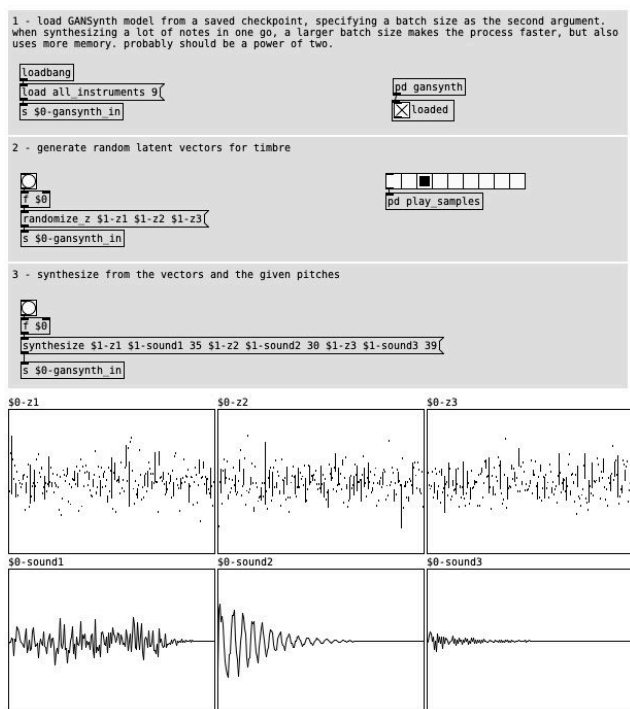 1 - load GANSynth model from a saved checkpoint, specifying a batch size as the second argument.
when synthesizing a lot of notes in one go, a larger batch size makes the process faster, but also
uses more memory. probably should be a power of two.
loadbang
load all_instruments 9
s $0-gansynth_in
pd gansynth
loaded
2 - generate random latent vectors for timbre
f $0
randomize_z $1-z1 $1-z2 $1-z3
s $0-gansynth_in
pd play_samples
3 - synthesize from the vectors and the given pitches
f $0
synthesize $1-z1 $1-sound1 35 $1-z2 $1-sound2 30 $1-z3 $1-sound3 39
s $0-gansynth_in
$0-z1
$0-z2
$0-z3
$0-sound1
$0-sound2
$0-sound3